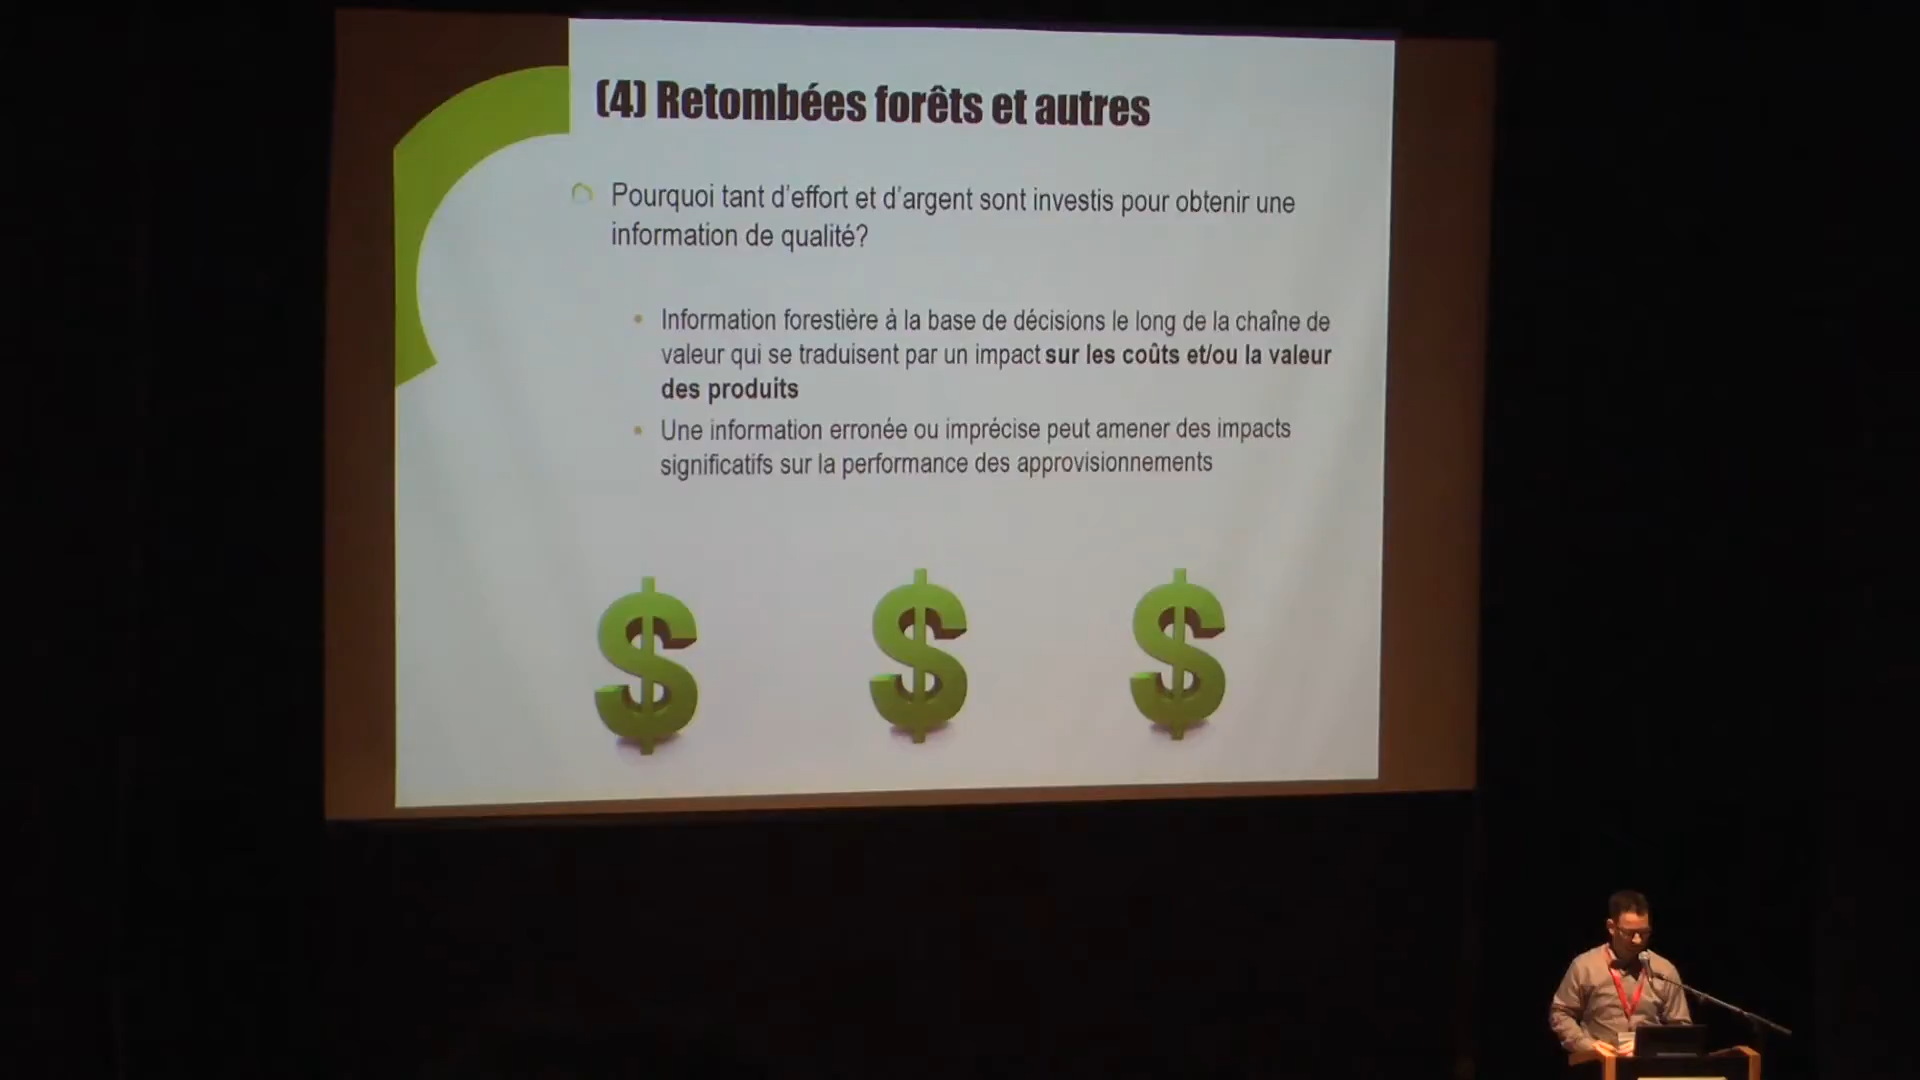 (4) Retombées forêts et autres
Pourquoi tant d'effort et d'argent sont investis pour obtenir une
information de qualité?
Information forestière à la base de décisions le long de la chaîne de
valeur qui se traduisent par un impact sur les coûts et/ou la valeur
des produits
Une information erronée ou imprécise peut amener des impacts
significatifs sur la performance des approvisionnements
$ $ $